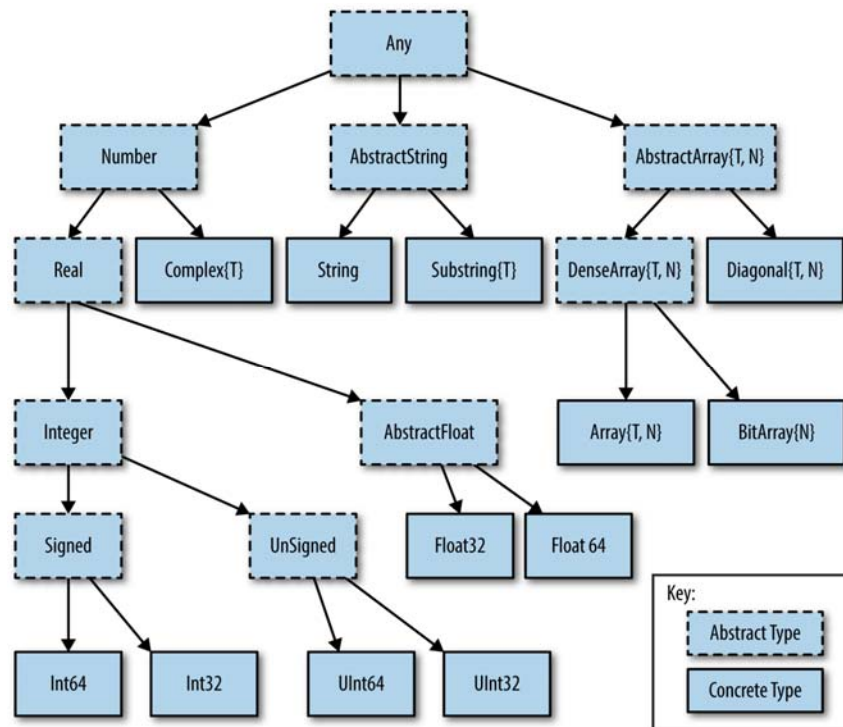 Any
Number
AbstractString
AbstractArray{T, N}
Real
Complex{T}
String
Substring{T}
DenseArray{T, N}
Diagonal{T, N}
Integer
AbstractFloat
Array{T, N}
BitArray{N}
Signed
UnSigned
Float32
Float 64
Key:
Abstract Type
Int64
Int32
UInt64
UInt32
Concrete Type